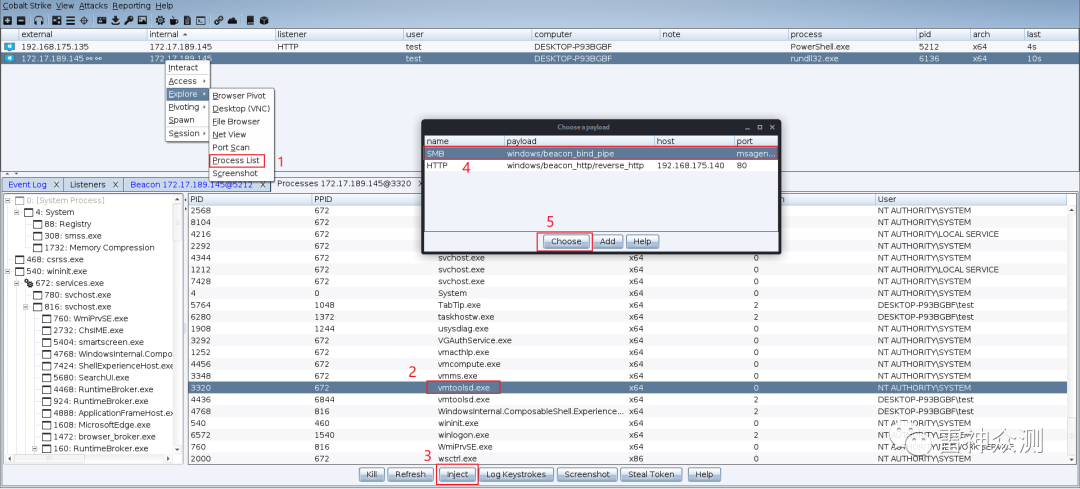 Cobalt Strike View Attacks Reporting Help
external internal listener user computer note process pid arch last
192.168.175.135 172.17.189.145 HTTP test DESKTOP-P93BGBF PowerShell.exe 5212 x64 4s
172.17.189.145 172.17.189.145 test DESKTOP-P93BGBF rundll32.exe 6136 x64 10s
Interact
Access
Explore
Pivoting
Spawn
Session
Browser Pivot
Desktop (VNC)
File Browser
Net View
Port Scan
Process List 1
Screenshot
Choose a payload
name payload host port
SMB windows/beacon_bind_pipe msagen...
HTTP windows/beacon_http/reverse_http 192.168.175.140 80
4
5
Choose Add Help
Event Log X Listeners X Beacon 172.17.189.145@5212 X Processes 172.17.189.145@3320
0: [System Process]
4: System
88: Registry
308: smss.exe
1732: Memory Compression
468: csrss.exe
540: wininit.exe
672: services.exe
780: svchost.exe
816: svchost.exe
760: WmiPrvSE.exe
2732: ChsIME.exe
5404: smartscreen.exe
4768: WindowsInternal.Compo
7424: ShellExperienceHost.e
5680: SearchUI.exe
4468: RuntimeBroker.exe
924: RuntimeBroker.exe
4888: ApplicationFrameHost.e
1608: MicrosoftEdge.exe
1472: browser_broker.exe
160: RuntimeBroker.exe
PID PPID User
2568 672 NT AUTHORITY\SYSTEM
8104 672 NT AUTHORITY\SYSTEM
4216 672 NT AUTHORITY\LOCAL SERVICE
2292 672 NT AUTHORITY\SYSTEM
4344 672 svchost.exe x64 0 NT AUTHORITY\SYSTEM
1212 672 svchost.exe x64 0 NT AUTHORITY\LOCAL SERVICE
7428 672 svchost.exe x64 0 NT AUTHORITY\SYSTEM
4 0 System x64 0 NT AUTHORITY\SYSTEM
5764 1048 TabTip.exe x64 2 DESKTOP-P93BGBF\test
6280 1372 taskhostw.exe x64 2 DESKTOP-P93BGBF\test
1908 1244 usysdiag.exe x64 0 NT AUTHORITY\SYSTEM
3292 672 VGAuthService.exe x64 0 NT AUTHORITY\SYSTEM
1252 672 vmacthlp.exe x64 0 NT AUTHORITY\SYSTEM
4456 672 vmcompute.exe x64 0 NT AUTHORITY\SYSTEM
3348 672 vmms.exe x64 0 NT AUTHORITY\SYSTEM
2
3320 672 vmtoolsd.exe x64 0 NT AUTHORITY\SYSTEM
4436 6844 vmtoolsd.exe x64 2 DESKTOP-P93BGBF\test
4768 816 WindowsInternal.ComposableShell.Experience... x64 2 DESKTOP-P93BGBF\test
540 460 wininit.exe x64 0 NT AUTHORITY\SYSTEM
6572 1540 winlogon.exe x64 2 NT AUTHORITY\SYSTEM
760 816 WmiPrvSE.exe x64 0
2000 672 wsctrl.exe x86 0 NT AUTHORITY\SYSTEM
雷神众测
3
Kill Refresh Inject Log Keystrokes Screenshot Steal Token Help